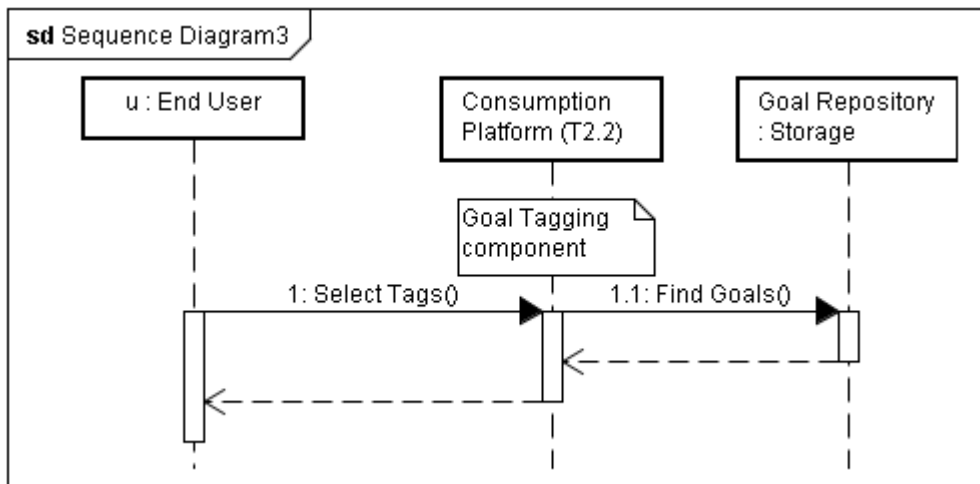 sd Sequence Diagram3
u : End User
Consumption
Platform (T2.2)
Goal Repository
: Storage
Goal Tagging
component
1: Select Tags()
1.1: Find Goals()